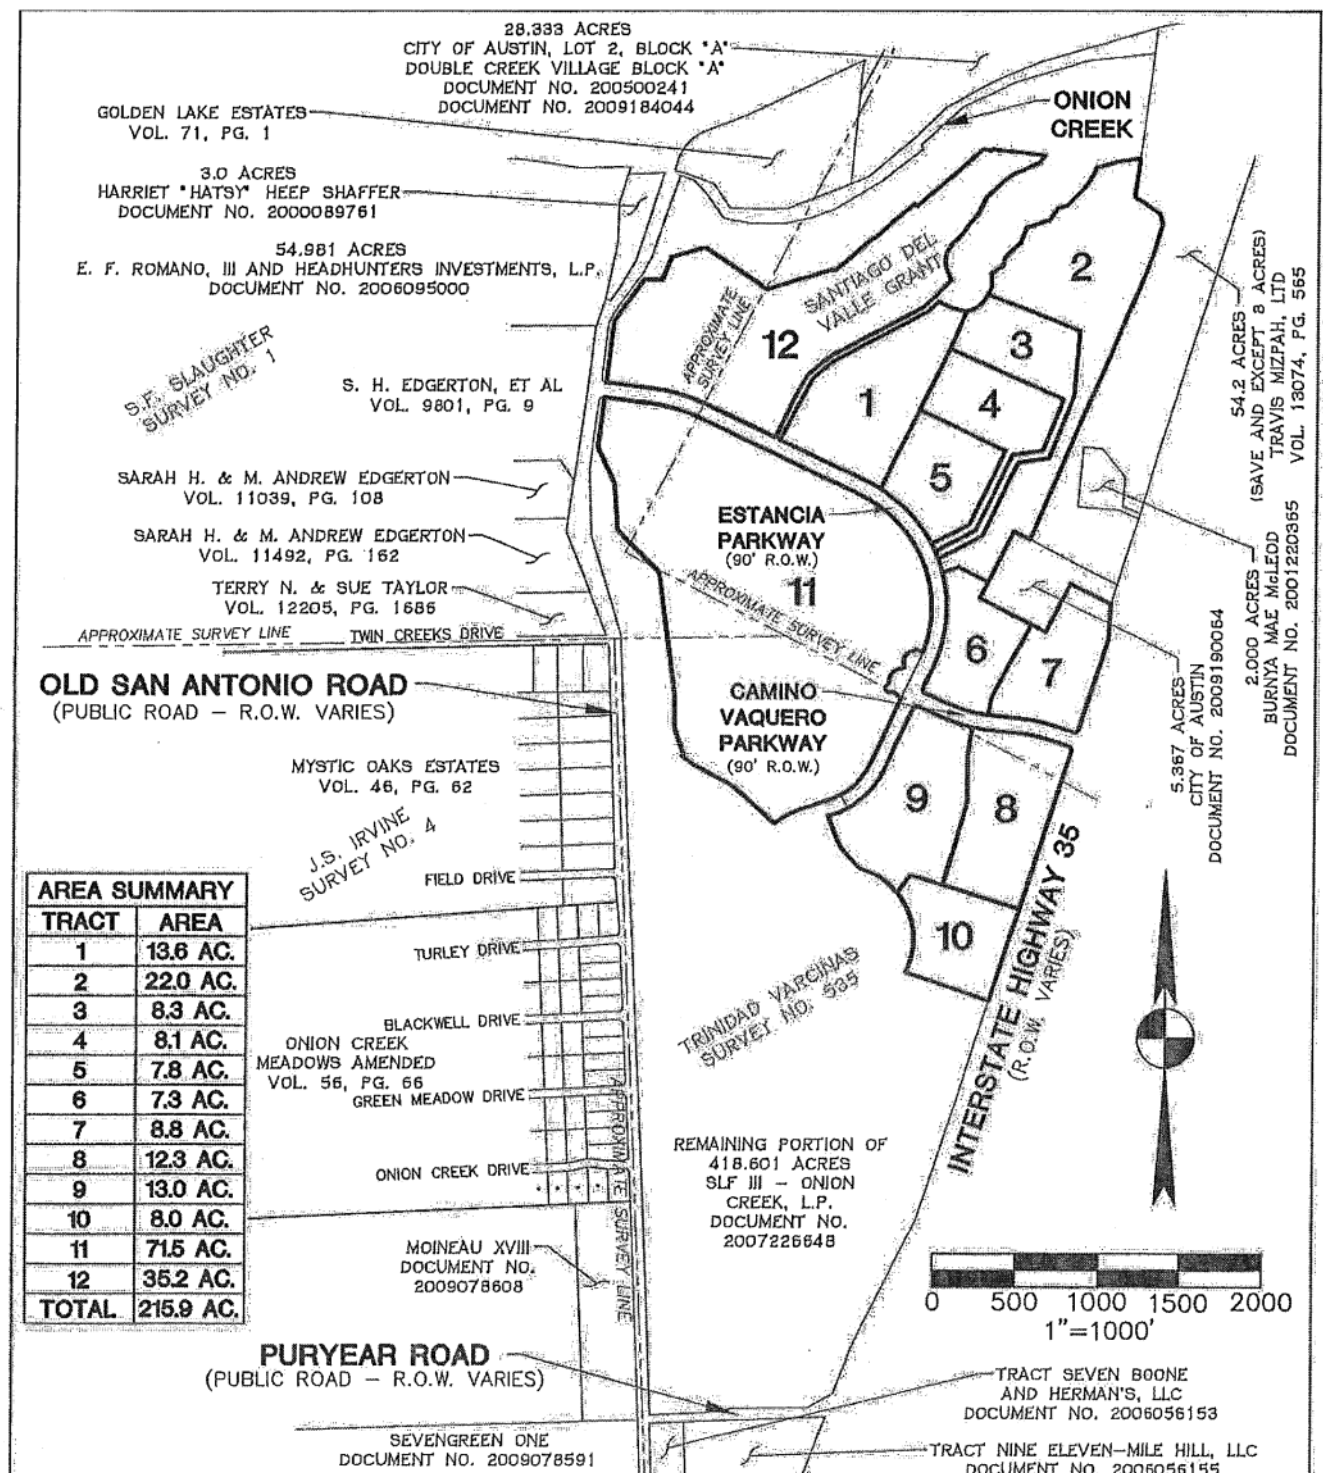 28.333 ACRES
CITY OF AUSTIN, LOT 2, BLOCK "A"
DOUBLE CREEK VILLAGE BLOCK "A"
DOCUMENT NO. 200500241
DOCUMENT NO. 2009184044
GOLDEN LAKE ESTATES
VOL. 71, PG. 1
ONION
CREEK
3.0 ACRES
HARRIET "HATSY" HEEP SHAFFER
DOCUMENT NO. 2000089761
54.981 ACRES
E. F. ROMANO, III AND HEADHUNTERS INVESTMENTS, L.P.
DOCUMENT NO. 2006095000
SANTIAGO DEL
VALLE GRANT
2
54.2 ACRES
(SAVE AND EXCEPT 8 ACRES)
TRAVIS MIZPAH, LTD
VOL. 13074, PG. 565
APPROXIMATE
SURVEY LINE
12
3
S.F. SLAUGHTER
SURVEY NO. 1
S. H. EDGERTON, ET AL
VOL. 9801, PG. 9
1
4
5
SARAH H. & M. ANDREW EDGERTON
VOL. 11039, PG. 108
SARAH H. & M. ANDREW EDGERTON
VOL. 11492, PG. 162
ESTANCIA
PARKWAY
(90' R.O.W.)
11
TERRY N. & SUE TAYLOR
VOL. 12205, PG. 1686
APPROXIMATE SURVEY LINE
2.000 ACRES
BURNYA MAE McLEOD
DOCUMENT NO. 2001220365
APPROXIMATE SURVEY LINE
TWIN CREEKS DRIVE
6
7
5.367 ACRES
CITY OF AUSTIN
DOCUMENT NO. 2009190064
OLD SAN ANTONIO ROAD
(PUBLIC ROAD – R.O.W. VARIES)
CAMINO
VAQUERO
PARKWAY
(90' R.O.W.)
MYSTIC OAKS ESTATES
VOL. 46, PG. 62
9
8
J.S. IRVINE
SURVEY NO. 4
FIELD DRIVE
INTERSTATE HIGHWAY 35
(R.O.W. VARIES)
10
AREA SUMMARY
TRACT AREA
1 13.6 AC.
2 22.0 AC.
3 8.3 AC.
4 8.1 AC.
5 7.8 AC.
6 7.3 AC.
7 8.8 AC.
8 12.3 AC.
9 13.0 AC.
10 8.0 AC.
11 71.5 AC.
12 35.2 AC.
TOTAL 215.9 AC.
TURLEY DRIVE
TRINIDAD VARCINAS
SURVEY NO. 535
BLACKWELL DRIVE
ONION CREEK
MEADOWS AMENDED
VOL. 56, PG. 66
GREEN MEADOW DRIVE
APPROXIMATE SURVEY LINE
ONION CREEK DRIVE
REMAINING PORTION OF
418.601 ACRES
SLF III – ONION
CREEK, L.P.
DOCUMENT NO.
2007226648
MOINEAU XVIII
DOCUMENT NO.
2009078608
0 500 1000 1500 2000
1"=1000'
PURYEAR ROAD
(PUBLIC ROAD – R.O.W. VARIES)
TRACT SEVEN BOONE
AND HERMAN'S, LLC
DOCUMENT NO. 2006056153
SEVENGREEN ONE
DOCUMENT NO. 2009078591
TRACT NINE ELEVEN–MILE HILL, LLC
DOCUMENT NO. 2006056155